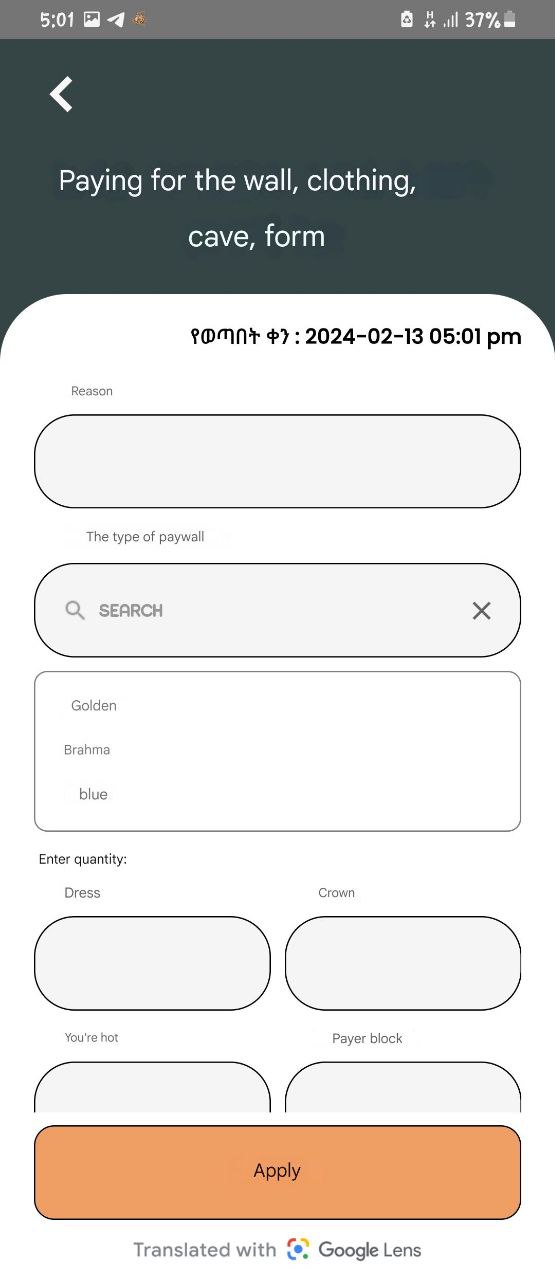 5:01
H
37%
Paying for the wall, clothing,
cave, form
የወጣበት ቀን : 2024-02-13 05:01 pm
Reason
The type of paywall
SEARCH
Golden
Brahma
blue
Enter quantity:
Dress
Crown
You're hot
Payer block
Apply
Translated with Google Lens